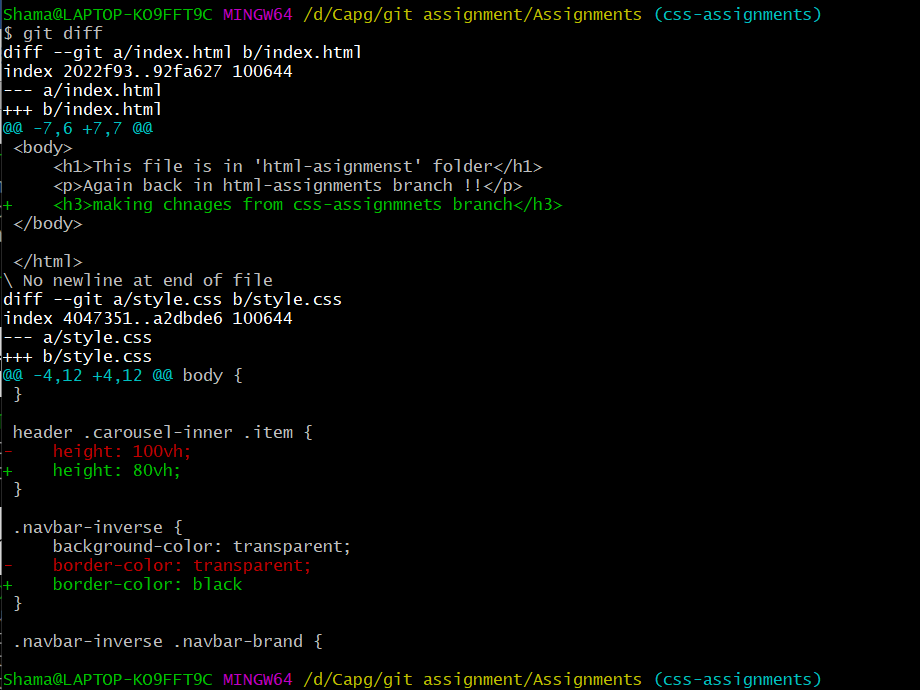 Shama@LAPTOP-KO9FFT9C MINGW64 /d/Capg/git assignment/Assignments (css-assignments)
$ git diff
diff --git a/index.html b/index.html
index 2022f93..92fa627 100644
--- a/index.html
+++ b/index.html
@@ -7,6 +7,7 @@
 <body>
     <h1>This file is in 'html-asignmenst' folder</h1>
     <p>Again back in html-assignments branch !!</p>
+    <h3>making chnages from css-assignmnets branch</h3>
 </body>

 </html>
\ No newline at end of file
diff --git a/style.css b/style.css
index 4047351..a2dbde6 100644
--- a/style.css
+++ b/style.css
@@ -4,12 +4,12 @@ body {
 }

 header .carousel-inner .item {
-    height: 100vh;
+    height: 80vh;
 }

 .navbar-inverse {
     background-color: transparent;
-    border-color: transparent;
+    border-color: black
 }

 .navbar-inverse .navbar-brand {

Shama@LAPTOP-KO9FFT9C MINGW64 /d/Capg/git assignment/Assignments (css-assignments)